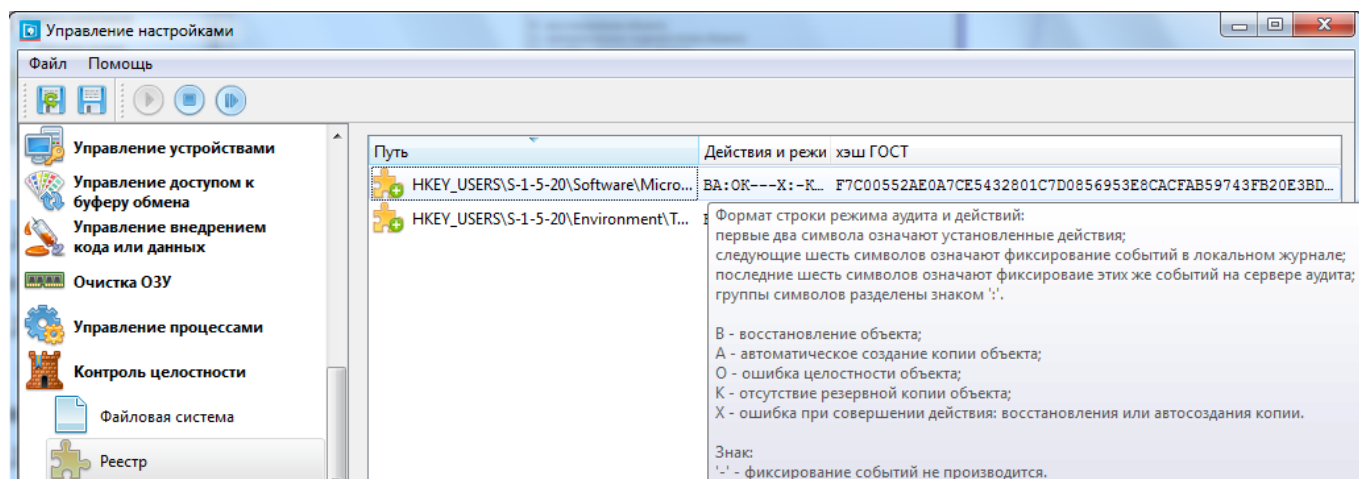 Управление настройками
Файл Помощь
Управление устройствами
Управление доступом к
буферу обмена
Управление внедрением
кода или данных
Очистка ОЗУ
Управление процессами
Контроль целостности
Файловая система
Реестр
Путь Действия и режи хэш ГОСТ
HKEY_USERS\S-1-5-20\Software\Micro... ВА:ОК---Х:-К... F7C00552AE0A7CE5432801C7D0856953E8CACFAB59743FB20E3BD...
HKEY_USERS\S-1-5-20\Environment\T...
Формат строки режима аудита и действий:
первые два символа означают установленные действия;
следующие шесть символов означают фиксирование событий в локальном журнале;
последние шесть символов означают фиксироваие этих же событий на сервере аудита;
группы символов разделены знаком ':'.
В - восстановление объекта;
А - автоматическое создание копии объекта;
О - ошибка целостности объекта;
К - отсутствие резервной копии объекта;
Х - ошибка при совершении действия: восстановления или автосоздания копии.
Знак:
'-' - фиксирование событий не производится.